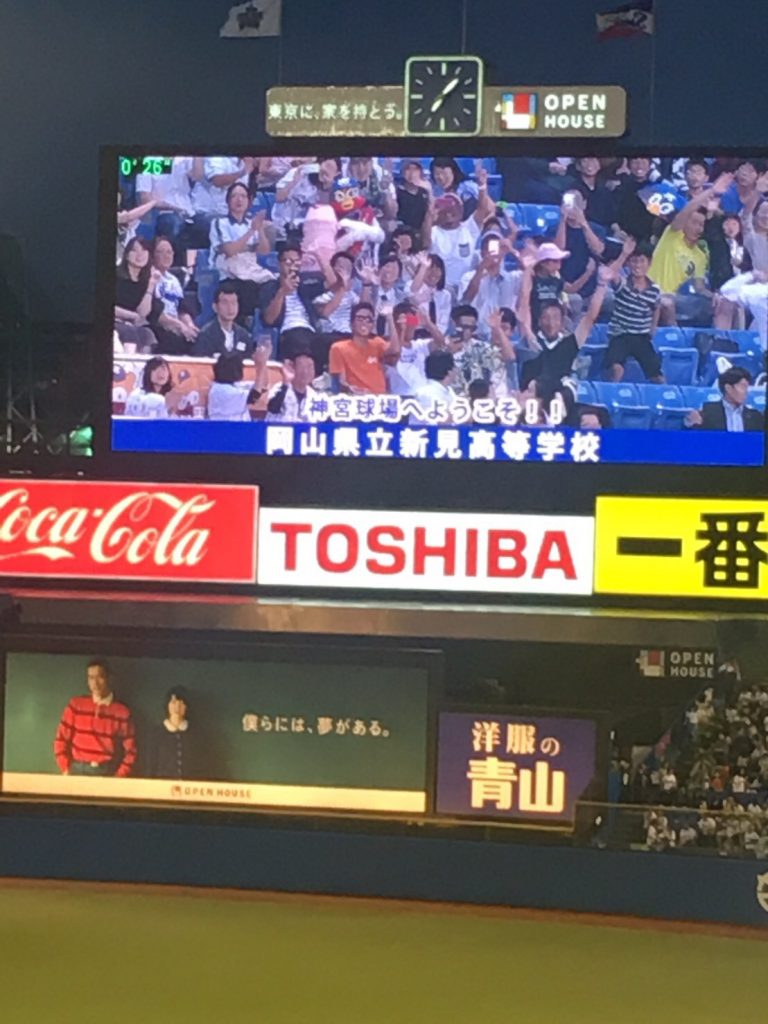 東京に、家を持とう。
OPEN
HOUSE
0'26"
神宮球場へようこそ！！
岡山県立新見高等学校
Coca-Cola
TOSHIBA
一番
OPEN
HOUSE
僕らには、夢がある。
OPEN HOUSE
洋服の
青山